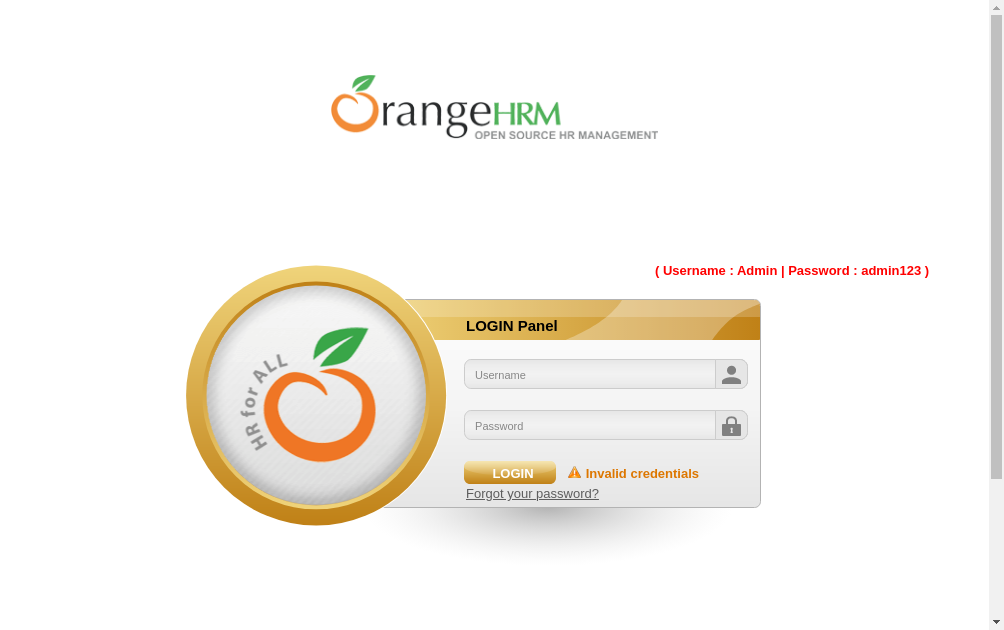 OrangeHRM
OPEN SOURCE HR MANAGEMENT
( Username : Admin | Password : admin123 )
HR for ALL
LOGIN Panel
Username
Password
LOGIN
Invalid credentials
Forgot your password?